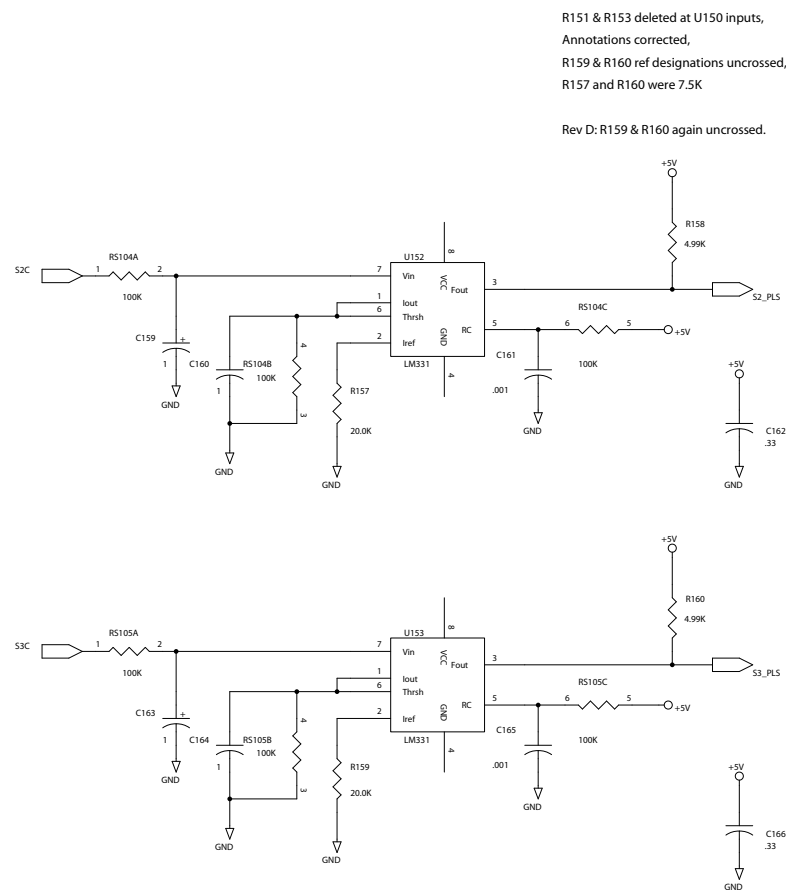 R151 & R153 deleted at U150 inputs,
Annotations corrected,
R159 & R160 ref designations uncrossed,
R157 and R160 were 7.5K
Rev D: R159 & R160 again uncrossed.
+5V
R158
4.99K
RS104A
U152
8
S2C
1
2
7
Vin
VCC
Fout
3
100K
S2_PLS
1
Iout
6
Thrsh
RS104C
5
RC
6
5
+5V
C159
+
4
2
Iref
GND
1
C160
RS104B
100K
LM331
4
C161
100K
+5V
1
R157
.001
3
20.0K
GND
GND
C162
.33
GND
GND
GND
+5V
R160
4.99K
RS105A
U153
8
S3C
1
2
7
Vin
VCC
Fout
3
100K
S3_PLS
1
Iout
6
Thrsh
RS105C
5
RC
6
5
+5V
C163
+
4
2
Iref
GND
1
C164
RS105B
100K
LM331
4
C165
100K
1
R159
.001
+5V
3
20.0K
GND
GND
C166
.33
GND
GND
GND